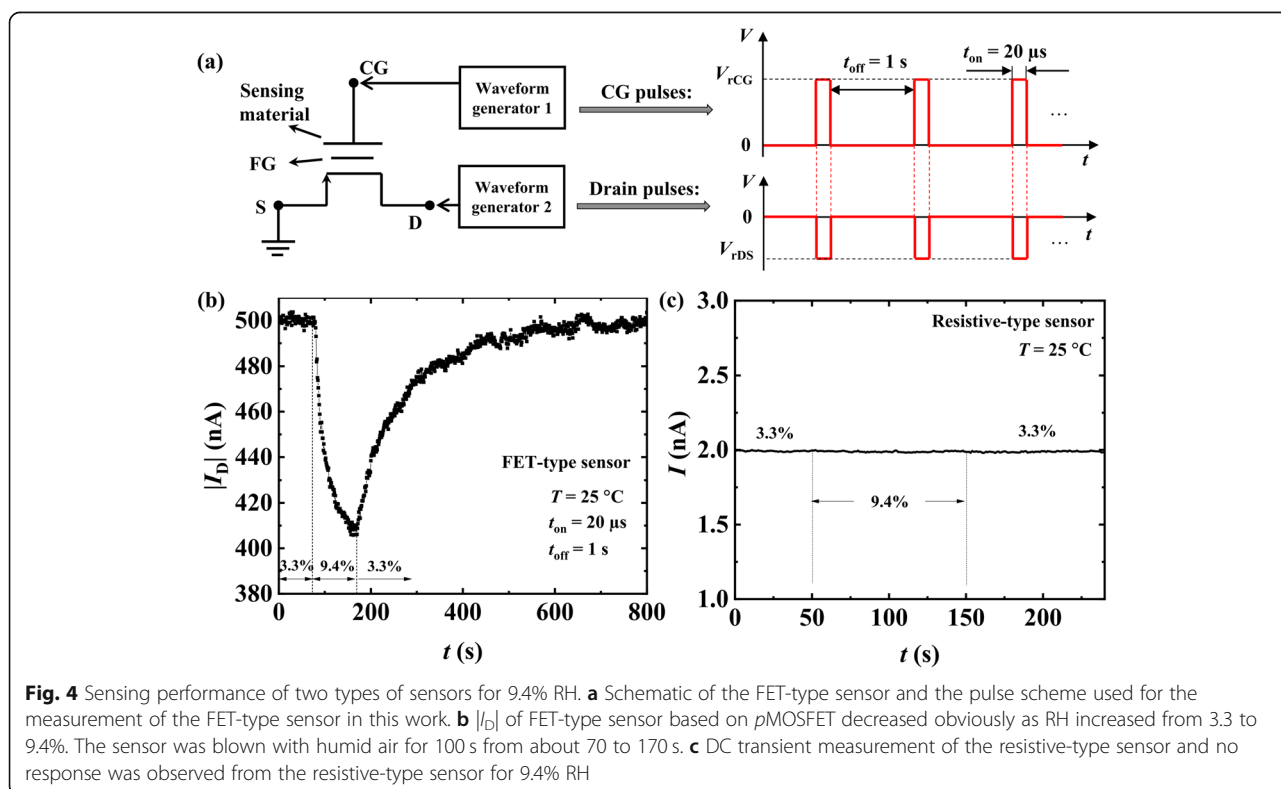 (a)
CG
Sensing
material
FG
S
D
Waveform
generator 1
Waveform
generator 2
CG pulses:
Drain pulses:
V
V_rCG
t_off = 1 s
t_on = 20 µs
...
0
t
V
0
t
V_rDS
...
(b)
500
480
460
440
420
400
380
|I_D| (nA)
FET-type sensor
T = 25 °C
t_on = 20 µs
t_off = 1 s
3.3% 9.4% 3.3%
0 200 400 600 800
t (s)
(c)
3.0
2.5
2.0
1.5
1.0
I (nA)
Resistive-type sensor
T = 25 °C
3.3% 3.3%
9.4%
0 50 100 150 200
t (s)
Fig. 4 Sensing performance of two types of sensors for 9.4% RH. a Schematic of the FET-type sensor and the pulse scheme used for the
measurement of the FET-type sensor in this work. b |I_D| of FET-type sensor based on pMOSFET decreased obviously as RH increased from 3.3 to
9.4%. The sensor was blown with humid air for 100 s from about 70 to 170 s. c DC transient measurement of the resistive-type sensor and no
response was observed from the resistive-type sensor for 9.4% RH